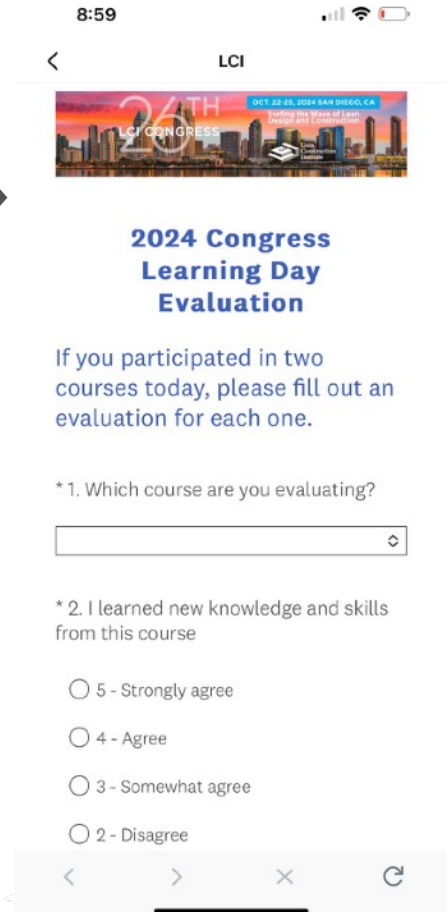 8:59
LCI
26TH
LCI CONGRESS
OCT. 22-25, 2024 SAN DIEGO, CA
Surfing the Wave of Lean
Design and Construction
Lean
Construction
Institute
2024 Congress
Learning Day
Evaluation
If you participated in two
courses today, please fill out an
evaluation for each one.
* 1. Which course are you evaluating?
* 2. I learned new knowledge and skills
from this course
5 - Strongly agree
4 - Agree
3 - Somewhat agree
2 - Disagree